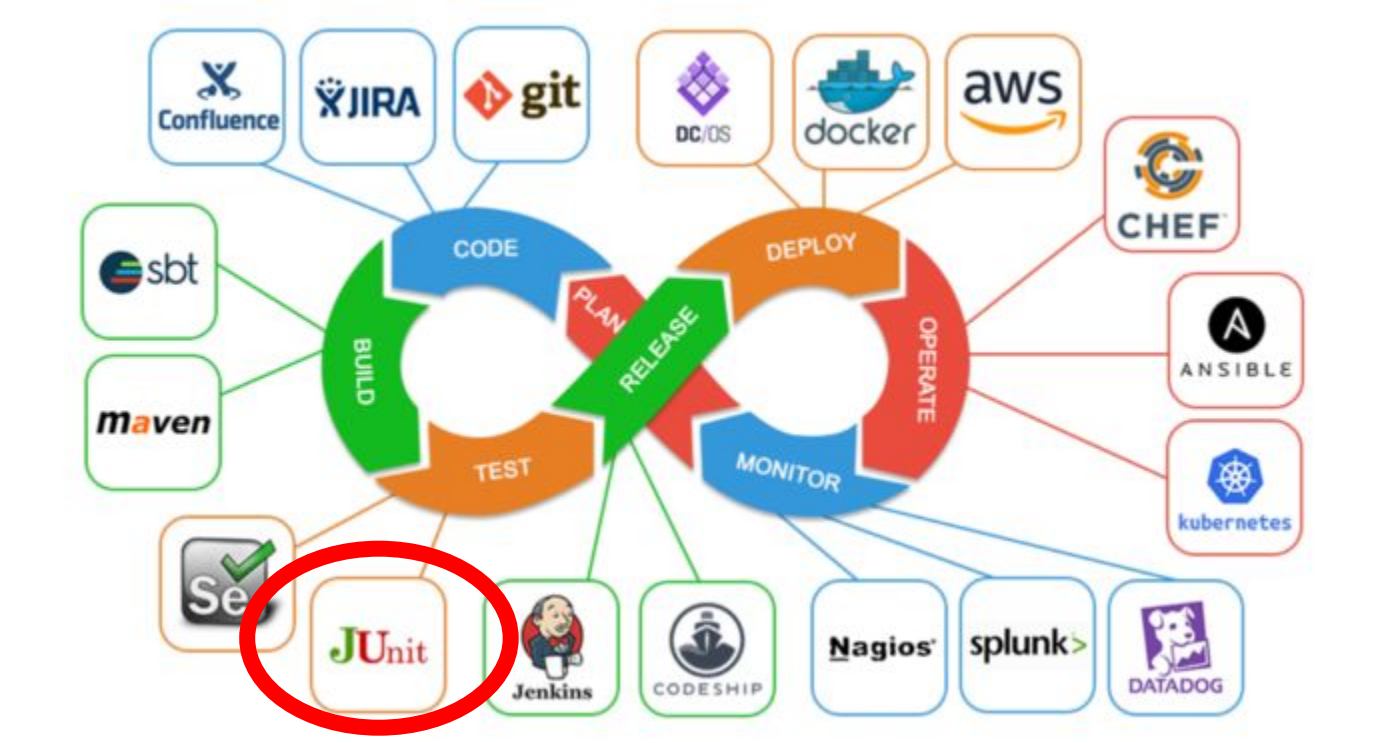 Confluence
JIRA
git
DC/OS
docker
aws
CHEF
sbt
CODE
DEPLOY
PLAN
RELEASE
BUILD
OPERATE
ANSIBLE
maven
TEST
MONITOR
kubernetes
Se
JUnit
Jenkins
CODESHIP
Nagios®
splunk>
DATADOG